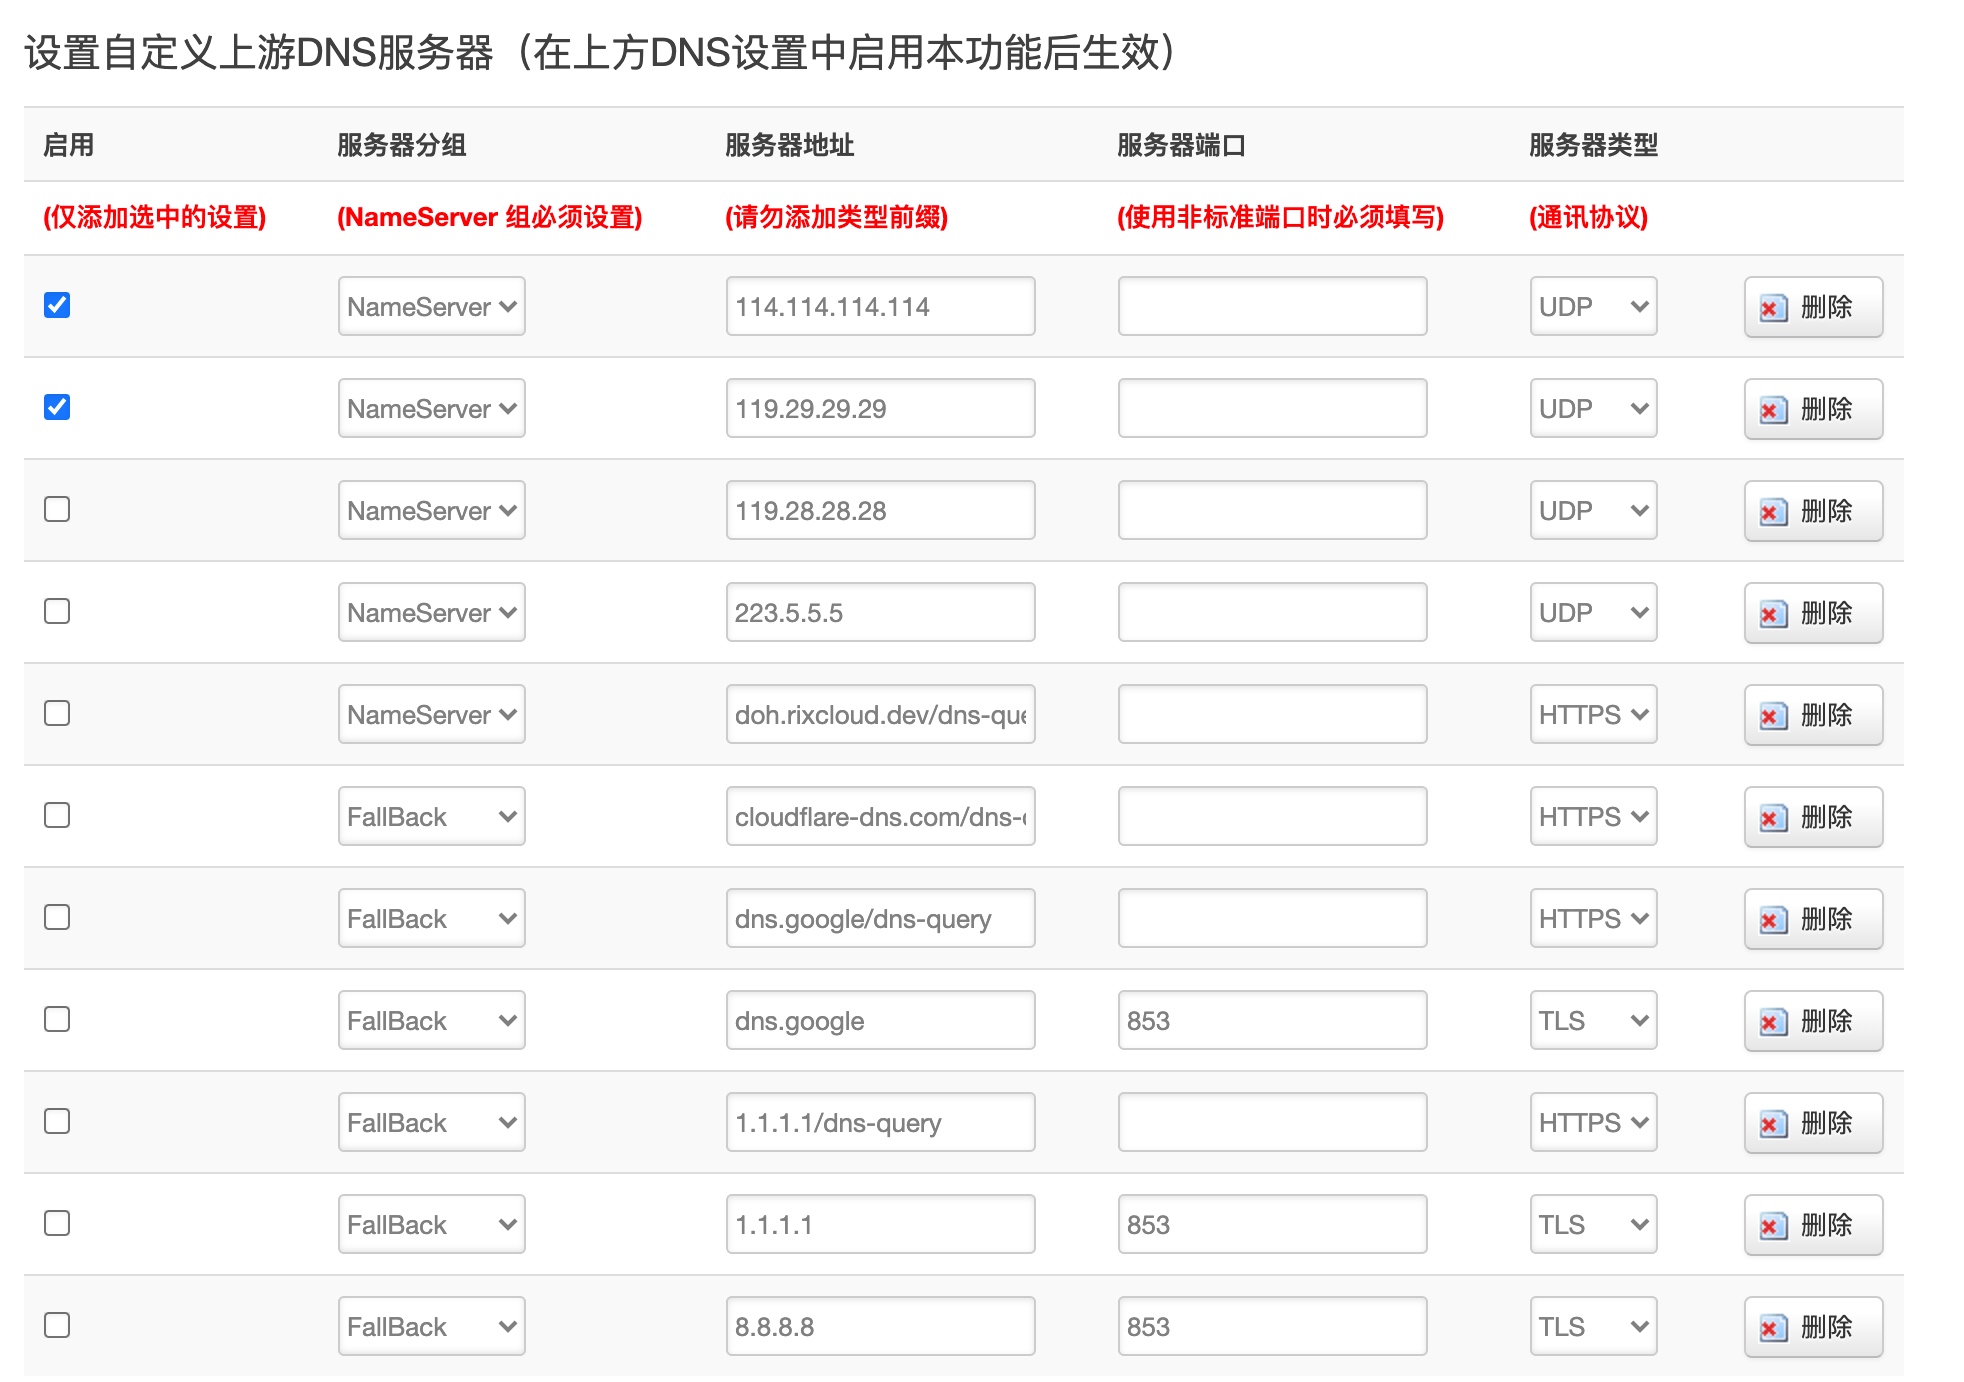 设置自定义上游DNS服务器（在上方DNS设置中启用本功能后生效）
启用 服务器分组 服务器地址 服务器端口 服务器类型
(仅添加选中的设置) (NameServer 组必须设置) (请勿添加类型前缀) (使用非标准端口时必须填写) (通讯协议)
NameServer 114.114.114.114 UDP 删除
NameServer 119.29.29.29 UDP 删除
NameServer 119.28.28.28 UDP 删除
NameServer 223.5.5.5 UDP 删除
NameServer doh.rixcloud.dev/dns-que HTTPS 删除
FallBack cloudflare-dns.com/dns- HTTPS 删除
FallBack dns.google/dns-query HTTPS 删除
FallBack dns.google 853 TLS 删除
FallBack 1.1.1.1/dns-query HTTPS 删除
FallBack 1.1.1.1 853 TLS 删除
FallBack 8.8.8.8 853 TLS 删除